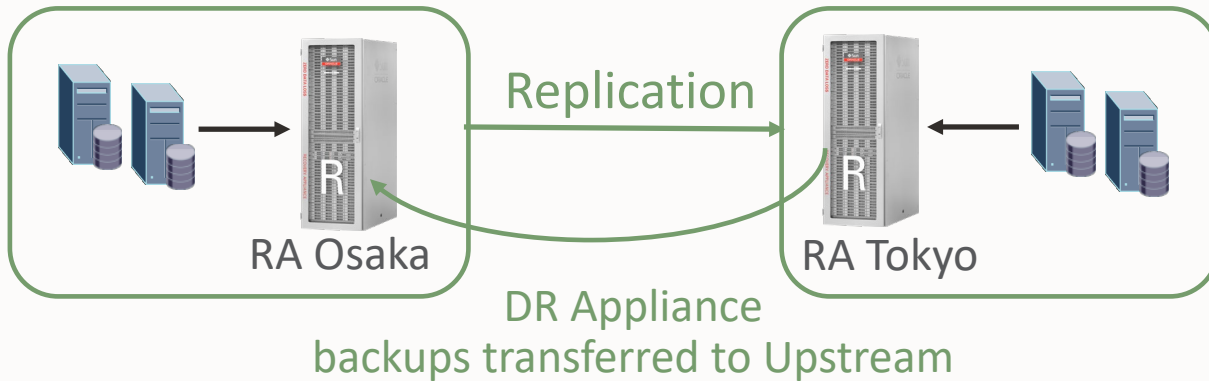 Replication
R
R
RA Osaka
RA Tokyo
DR Appliance
backups transferred to Upstream